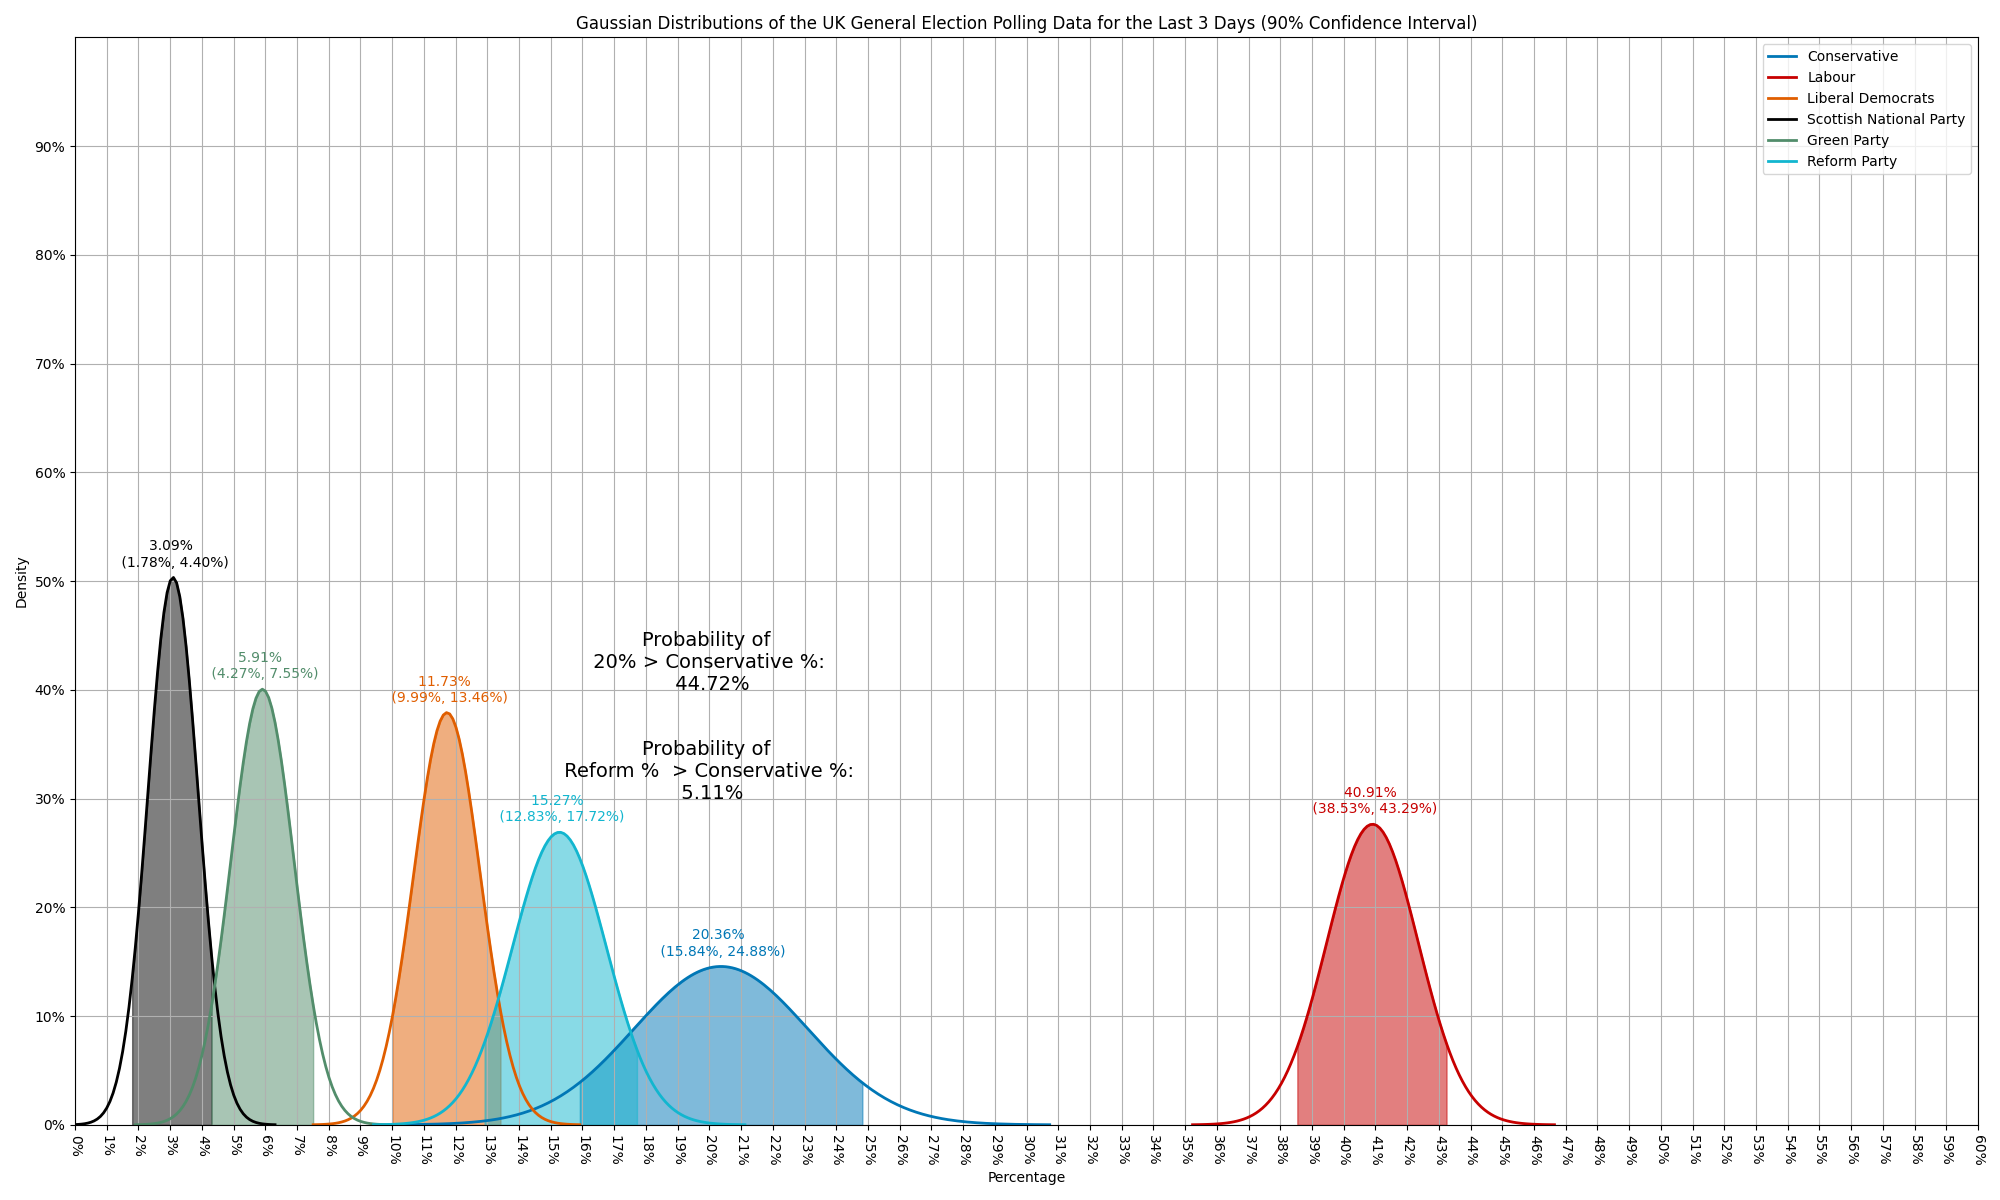 Gaussian Distributions of the UK General Election Polling Data for the Last 3 Days (90% Confidence Interval)
Conservative
Labour
Liberal Democrats
Scottish National Party
Green Party
Reform Party
90%
80%
70%
60%
50%
40%
30%
20%
10%
0%
Density
3.09%
(1.78%, 4.40%)
5.91%
(4.27%, 7.55%)
11.73%
(9.99%, 13.46%)
Probability of
20% > Conservative %:
44.72%
Probability of
Reform % > Conservative %:
5.11%
15.27%
(12.83%, 17.72%)
20.36%
(15.84%, 24.88%)
40.91%
(38.53%, 43.29%)
0% 1% 2% 3% 4% 5% 6% 7% 8% 9% 10% 11% 12% 13% 14% 15% 16% 17% 18% 19% 20% 21% 22% 23% 24% 25% 26% 27% 28% 29% 30% 31% 32% 33% 34% 35% 36% 37% 38% 39% 40% 41% 42% 43% 44% 45% 46% 47% 48% 49% 50% 51% 52% 53% 54% 55% 56% 57% 58% 59% 60%
Percentage